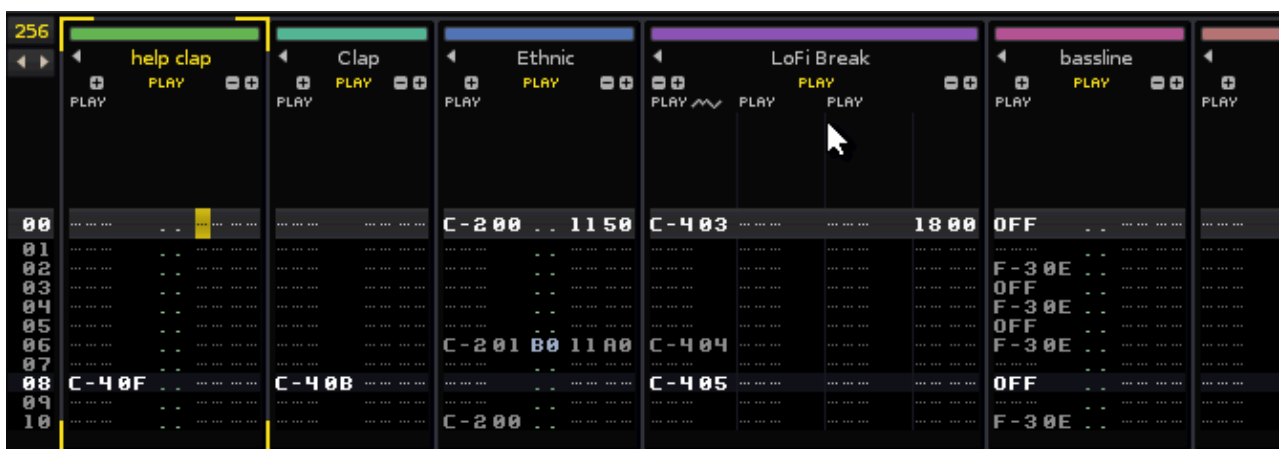 256
help clap Clap Ethnic LoFi Break bassline
PLAY PLAY PLAY PLAY PLAY
PLAY PLAY PLAY PLAY PLAY PLAY PLAY PLAY
00 C-200 .. 1150 C-403 1800 OFF
01
02 F-30E
03 OFF
04 F-30E
05 OFF
06 C-201 B0 11A0 C-404 F-30E
07
08 C-40F C-40B C-405 OFF
09
10 C-200 F-30E